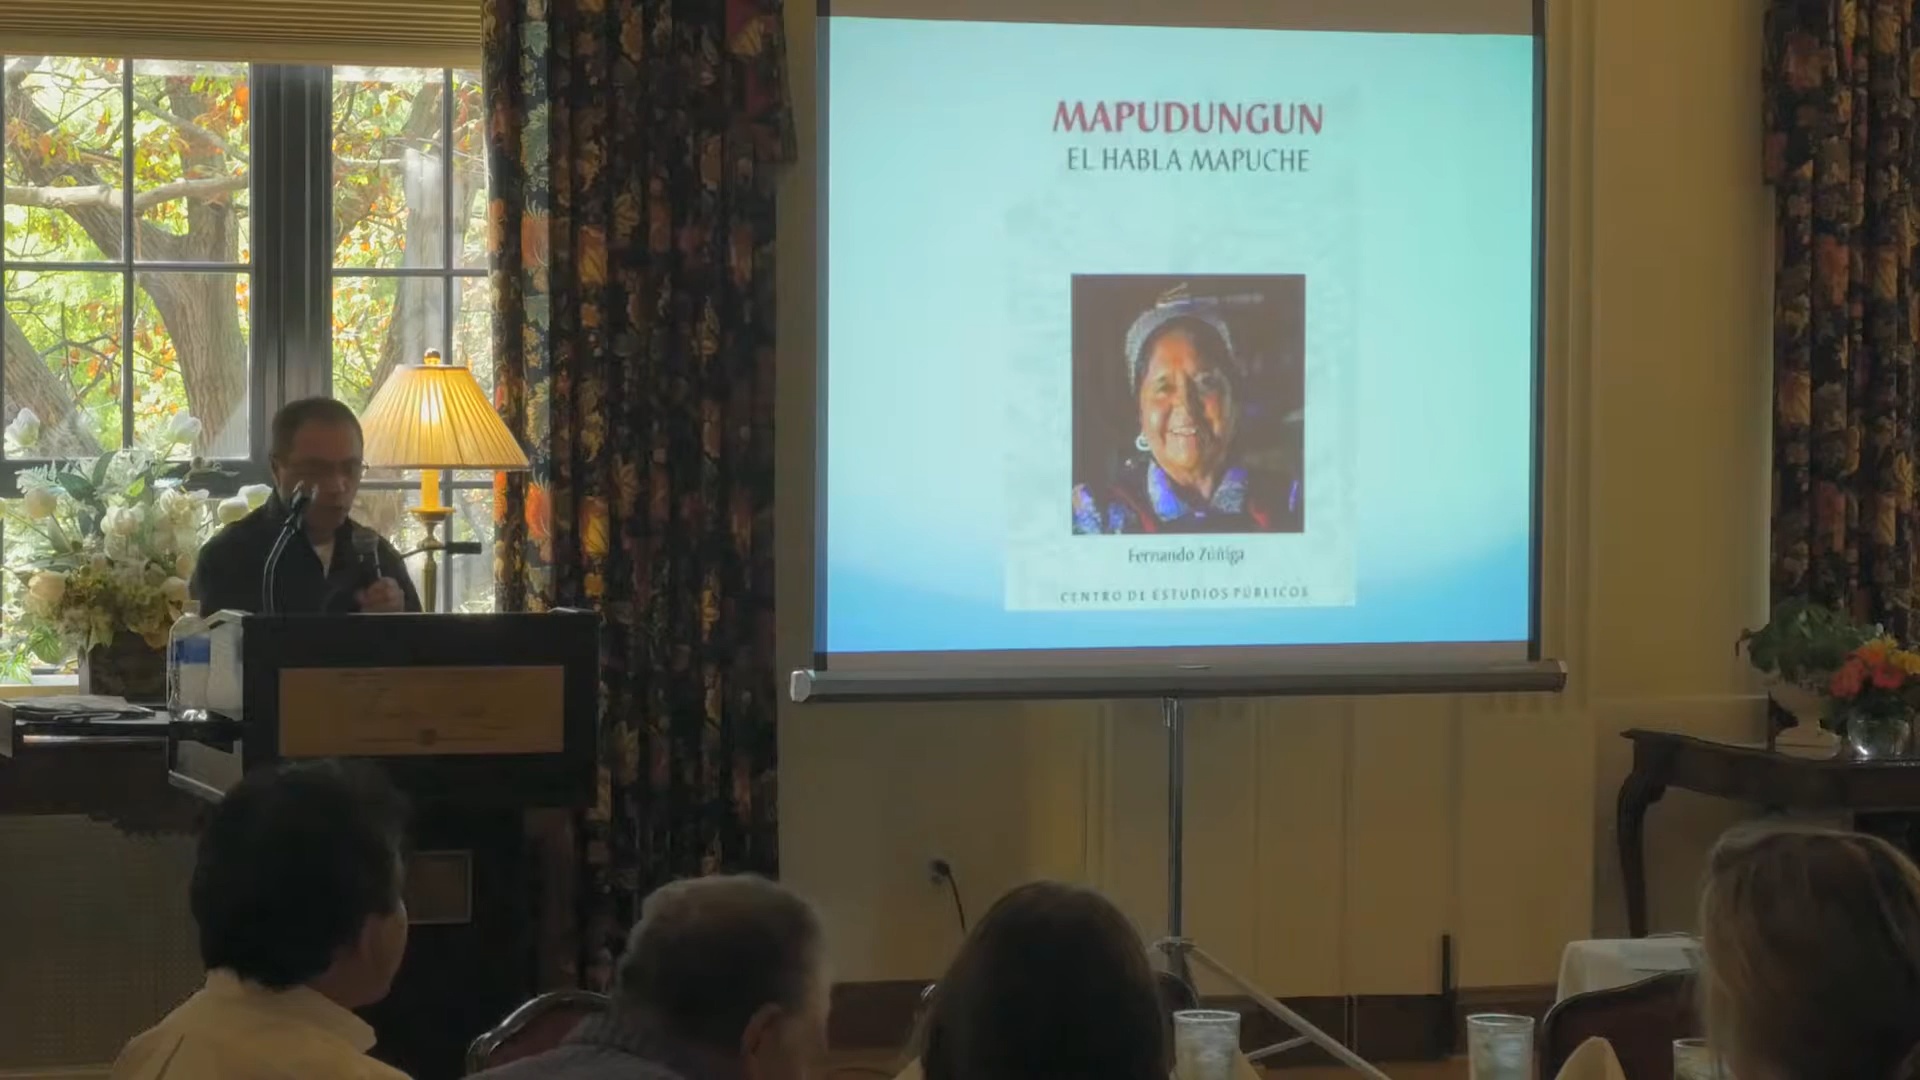 MAPUDUNGUN
EL HABLA MAPUCHE
Fernando Zúñiga
CENTRO DE ESTUDIOS PÚBLICOS